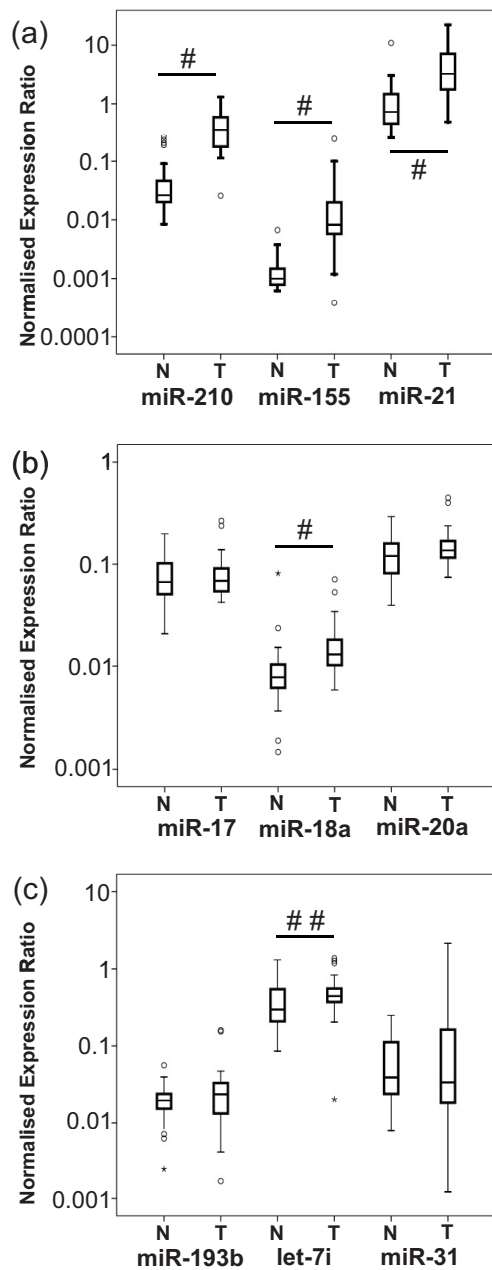 (a)
Normalised Expression Ratio
10
1
0.1
0.01
0.001
0.0001
#
#
#
N T N T N T
miR-210 miR-155 miR-21
(b)
Normalised Expression Ratio
1
0.1
0.01
0.001
#
N T N T N T
miR-17 miR-18a miR-20a
(c)
Normalised Expression Ratio
10
1
0.1
0.01
0.001
# #
N T N T N T
miR-193b let-7i miR-31